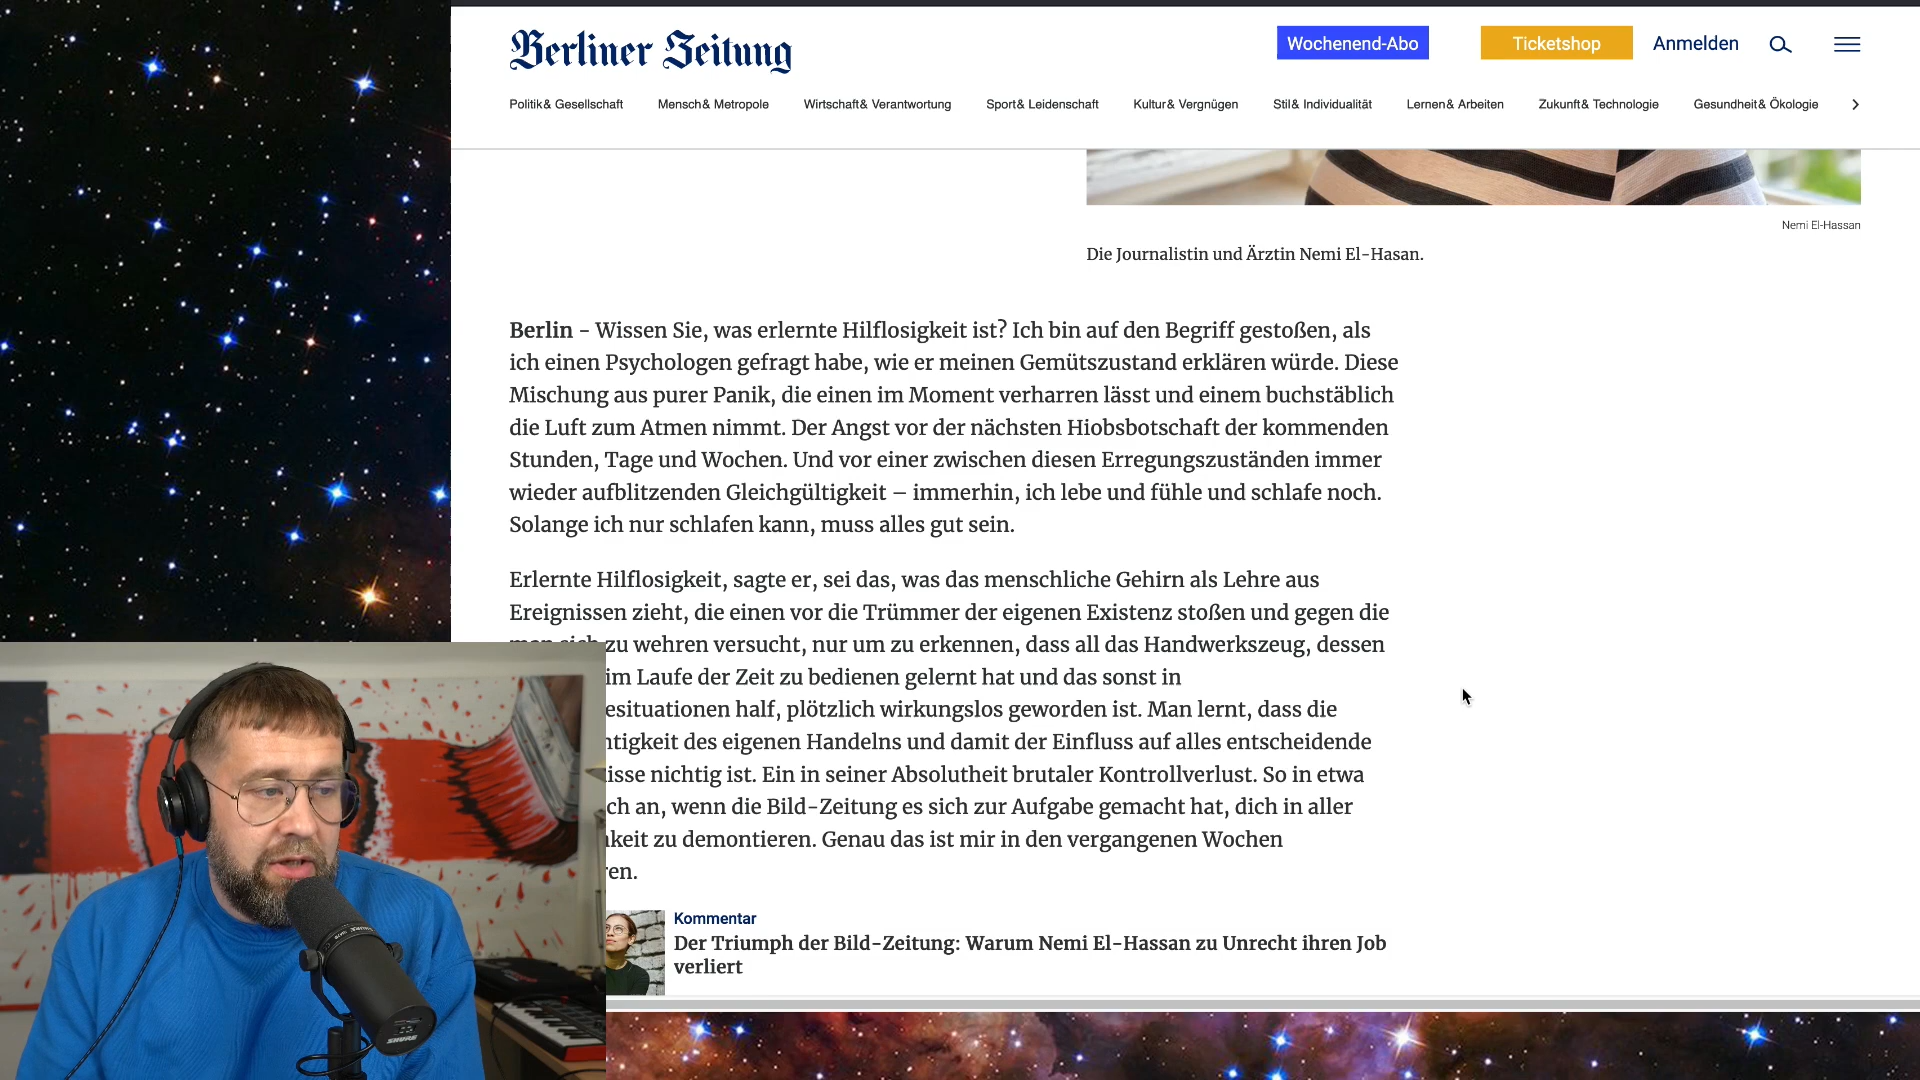 Berliner Zeitung
Wochenend-Abo
Ticketshop
Anmelden
Politik& Gesellschaft
Mensch& Metropole
Wirtschaft& Verantwortung
Sport& Leidenschaft
Kultur& Vergnügen
Stil& Individualität
Lernen& Arbeiten
Zukunft& Technologie
Gesundheit& Ökologie
Nemi El-Hassan
Die Journalistin und Ärztin Nemi El-Hasan.
Berlin - Wissen Sie, was erlernte Hilflosigkeit ist? Ich bin auf den Begriff gestoßen, als
ich einen Psychologen gefragt habe, wie er meinen Gemütszustand erklären würde. Diese
Mischung aus purer Panik, die einen im Moment verharren lässt und einem buchstäblich
die Luft zum Atmen nimmt. Der Angst vor der nächsten Hiobsbotschaft der kommenden
Stunden, Tage und Wochen. Und vor einer zwischen diesen Erregungszuständen immer
wieder aufblitzenden Gleichgültigkeit – immerhin, ich lebe und fühle und schlafe noch.
Solange ich nur schlafen kann, muss alles gut sein.
Erlernte Hilflosigkeit, sagte er, sei das, was das menschliche Gehirn als Lehre aus
Ereignissen zieht, die einen vor die Trümmer der eigenen Existenz stoßen und gegen die
zu wehren versucht, nur um zu erkennen, dass all das Handwerkszeug, dessen
im Laufe der Zeit zu bedienen gelernt hat und das sonst in
esituationen half, plötzlich wirkungslos geworden ist. Man lernt, dass die
htigkeit des eigenen Handelns und damit der Einfluss auf alles entscheidende
isse nichtig ist. Ein in seiner Absolutheit brutaler Kontrollverlust. So in etwa
ch an, wenn die Bild-Zeitung es sich zur Aufgabe gemacht hat, dich in aller
keit zu demontieren. Genau das ist mir in den vergangenen Wochen
ren.
Kommentar
Der Triumph der Bild-Zeitung: Warum Nemi El-Hassan zu Unrecht ihren Job
verliert
SHURE